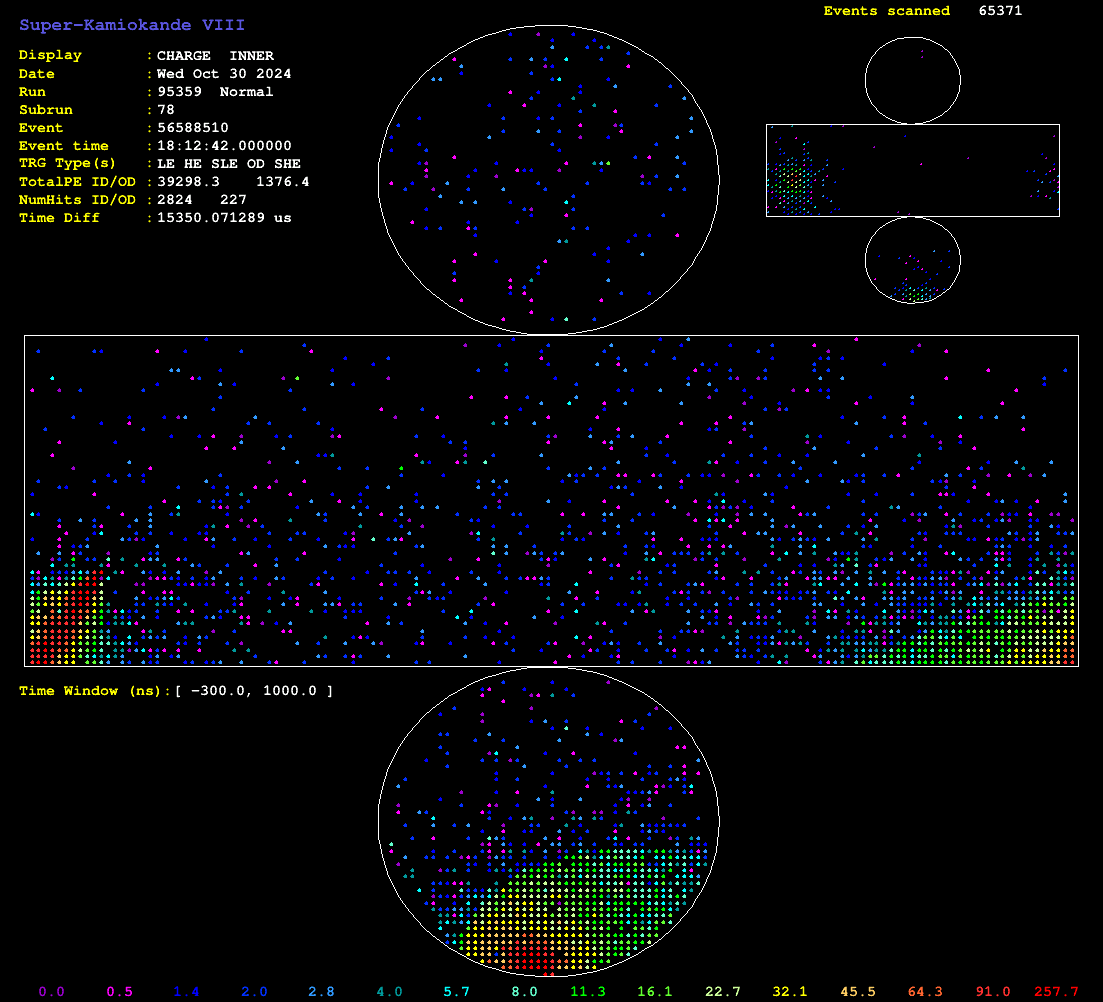 Super-Kamiokande VIII
Events scanned 65371
Display : CHARGE INNER
Date : Wed Oct 30 2024
Run : 95359 Normal
Subrun : 78
Event : 56588510
Event time : 18:12:42.000000
TRG Type(s) : LE HE SLE OD SHE
TotalPE ID/OD : 39298.3 1376.4
NumHits ID/OD : 2824 227
Time Diff : 15350.071289 us
Time Window (ns):[ -300.0, 1000.0 ]
0.0 0.5 1.4 2.0 2.8 4.0 5.7 8.0 11.3 16.1 22.7 32.1 45.5 64.3 91.0 257.7